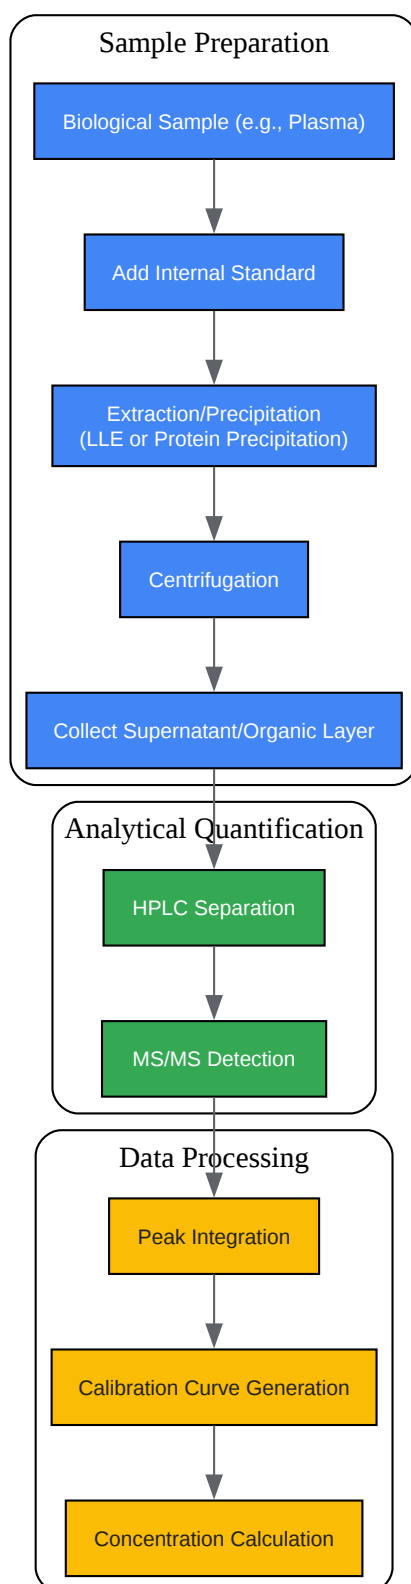 Sample Preparation
Biological Sample (e.g., Plasma)
Add Internal Standard
Extraction/Precipitation
(LLE or Protein Precipitation)
Centrifugation
Collect Supernatant/Organic Layer
Analytical Quantification
HPLC Separation
MS/MS Detection
Data Processing
Peak Integration
Calibration Curve Generation
Concentration Calculation